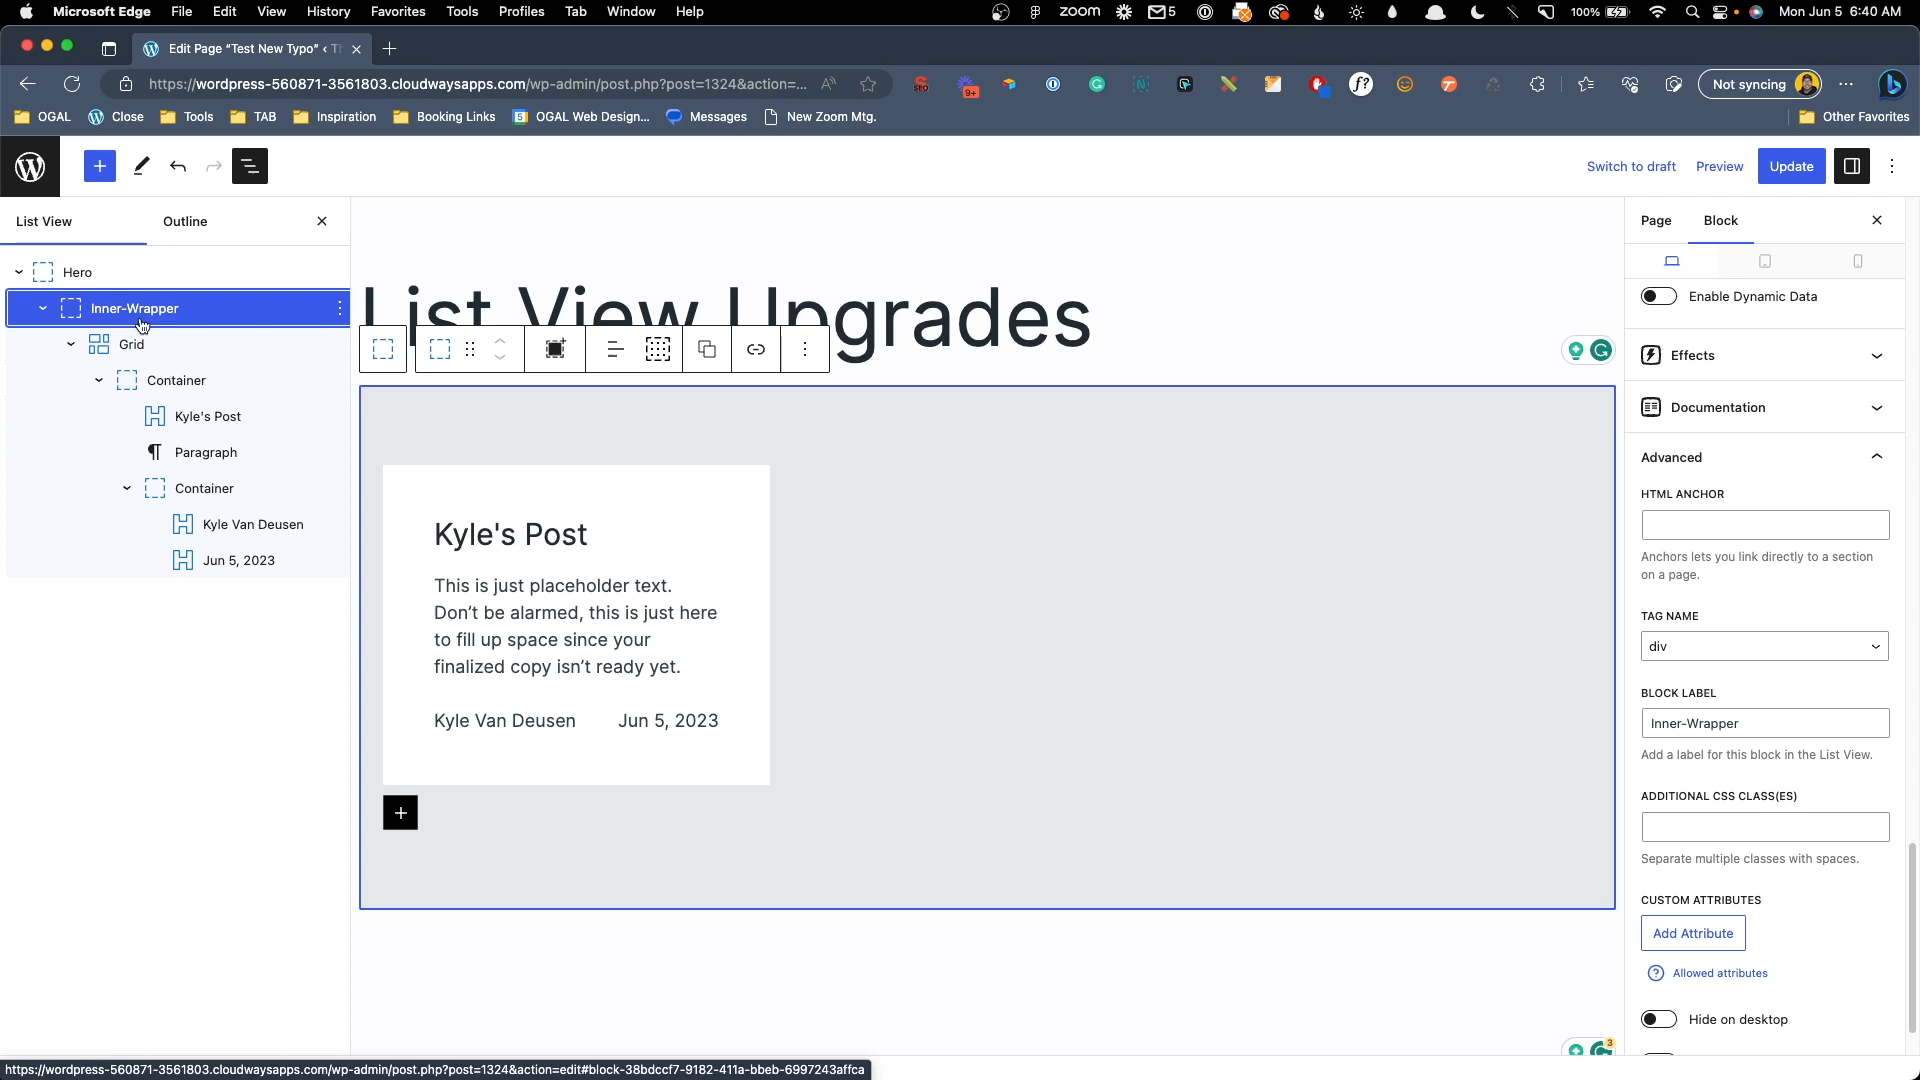 Microsoft Edge File Edit View History Favorites Tools Profiles Tab Window Help zoom 5 100% Mon Jun 5 6:40 AM
Edit Page “Test New Typo” ‹ Th
https://wordpress-560871-3561803.cloudwaysapps.com/wp-admin/post.php?post=1324&action=... SEO 9+ f? Not syncing
OGAL Close Tools TAB Inspiration Booking Links 5 OGAL Web Design... Messages New Zoom Mtg. Other Favorites
Switch to draft Preview Update
List View Outline
Page Block
Hero
Inner-Wrapper
Grid
Container
Kyle's Post
Paragraph
Container
Kyle Van Deusen
Jun 5, 2023
List View Upgrades
Kyle's Post
This is just placeholder text.
Don’t be alarmed, this is just here
to fill up space since your
finalized copy isn’t ready yet.
Kyle Van Deusen Jun 5, 2023
3
Enable Dynamic Data
Effects
Documentation
Advanced
HTML ANCHOR
Anchors lets you link directly to a section
on a page.
TAG NAME
div
BLOCK LABEL
Inner-Wrapper
Add a label for this block in the List View.
ADDITIONAL CSS CLASS(ES)
Separate multiple classes with spaces.
CUSTOM ATTRIBUTES
Add Attribute
Allowed attributes
Hide on desktop
https://wordpress-560871-3561803.cloudwaysapps.com/wp-admin/post.php?post=1324&action=edit#block-38bdccf7-9182-411a-bbeb-6997243affca